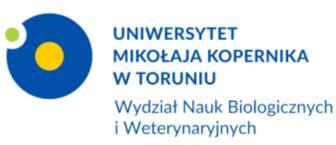 UNIWERSYTET
MIKOŁAJA KOPERNIKA
W TORUNIU
Wydział Nauk Biologicznych
i Weterynaryjnych